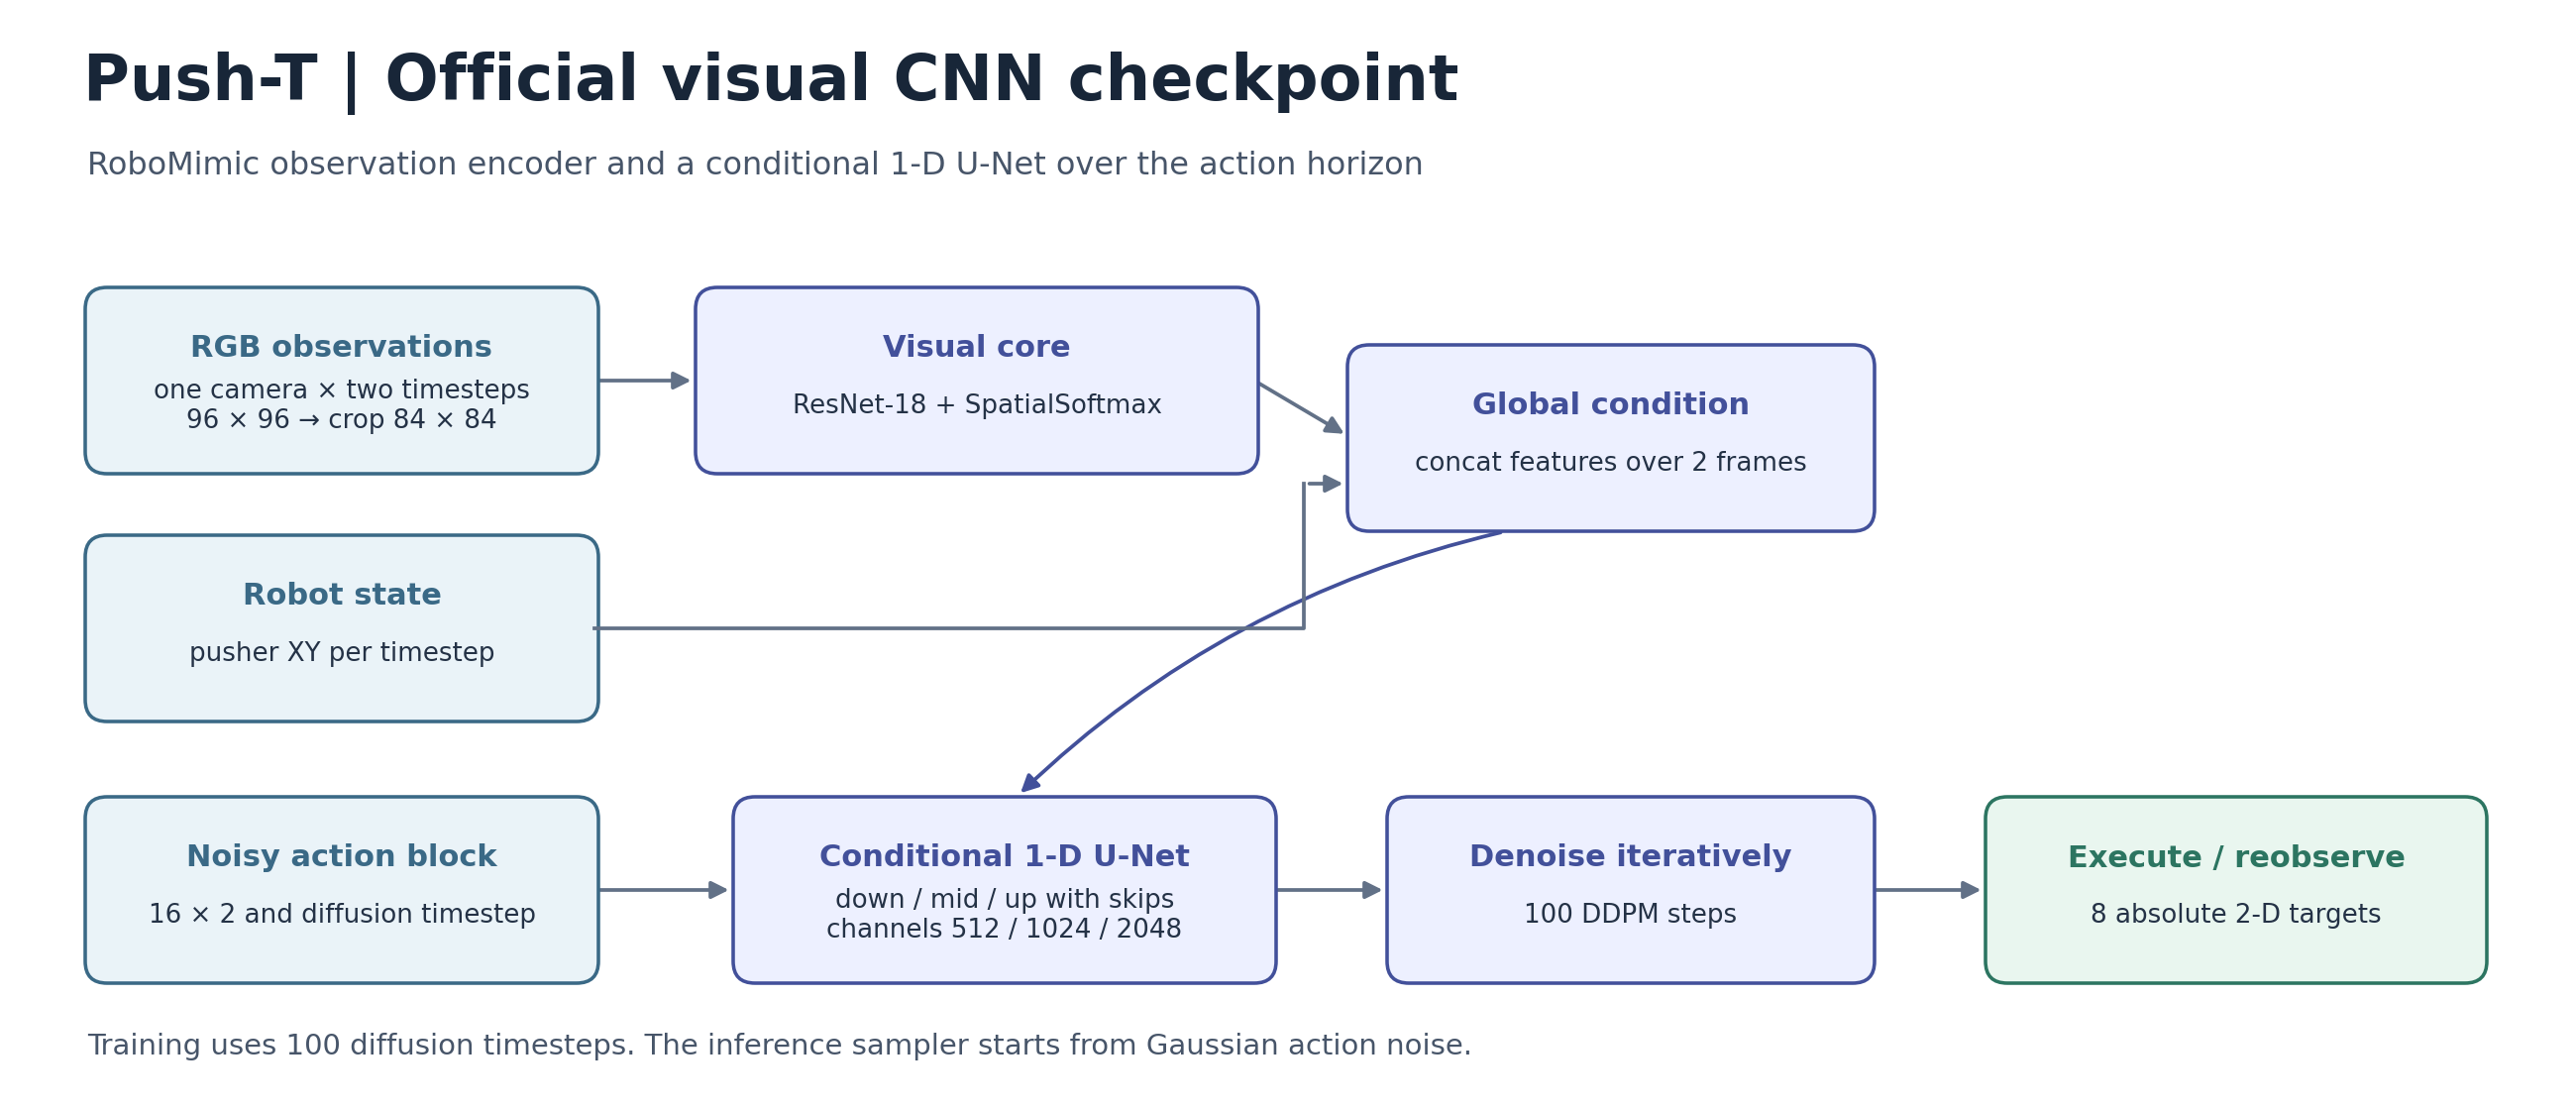 Push-T | Official visual CNN checkpoint
RoboMimic observation encoder and a conditional 1-D U-Net over the action horizon
RGB observations
one camera × two timesteps
96 × 96 → crop 84 × 84
Visual core
ResNet-18 + SpatialSoftmax
Global condition
concat features over 2 frames
Robot state
pusher XY per timestep
Noisy action block
16 × 2 and diffusion timestep
Conditional 1-D U-Net
down / mid / up with skips
channels 512 / 1024 / 2048
Denoise iteratively
100 DDPM steps
Execute / reobserve
8 absolute 2-D targets
Training uses 100 diffusion timesteps. The inference sampler starts from Gaussian action noise.